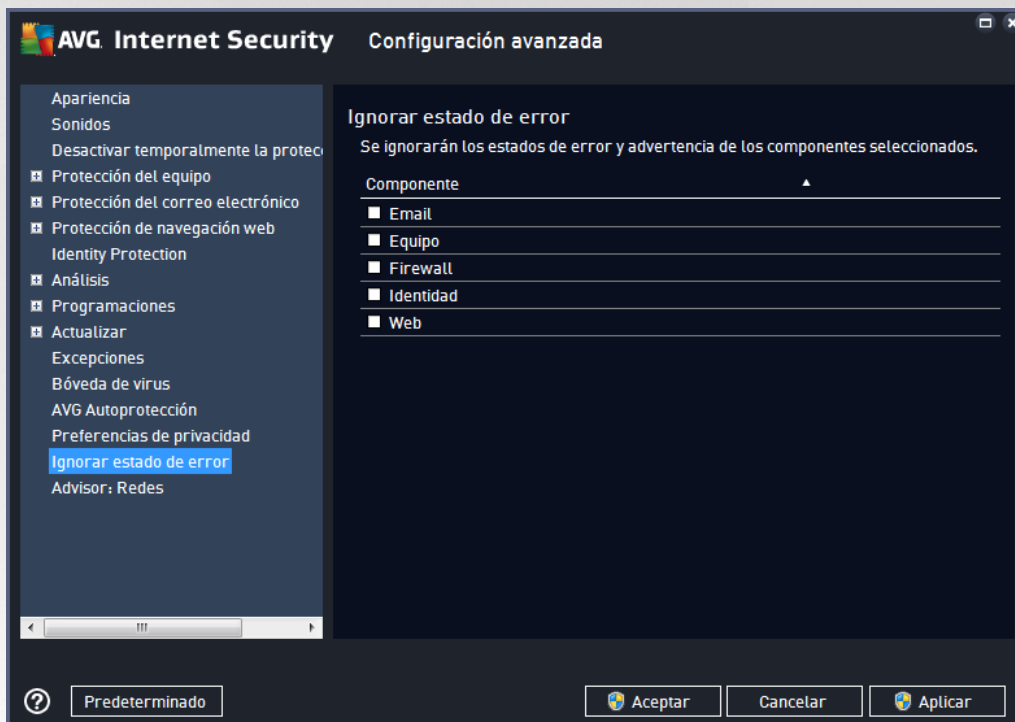 AVG. Internet Security Configuración avanzada
Apariencia
Sonidos
Desactivar temporalmente la protec
Protección del equipo
Protección del correo electrónico
Protección de navegación web
Identity Protection
Análisis
Programaciones
Actualizar
Excepciones
Bóveda de virus
AVG Autoprotección
Preferencias de privacidad
Ignorar estado de error
Advisor: Redes
Ignorar estado de error
Se ignorarán los estados de error y advertencia de los componentes seleccionados.
Componente
Email
Equipo
Firewall
Identidad
Web
? Predeterminado Aceptar Cancelar Aplicar